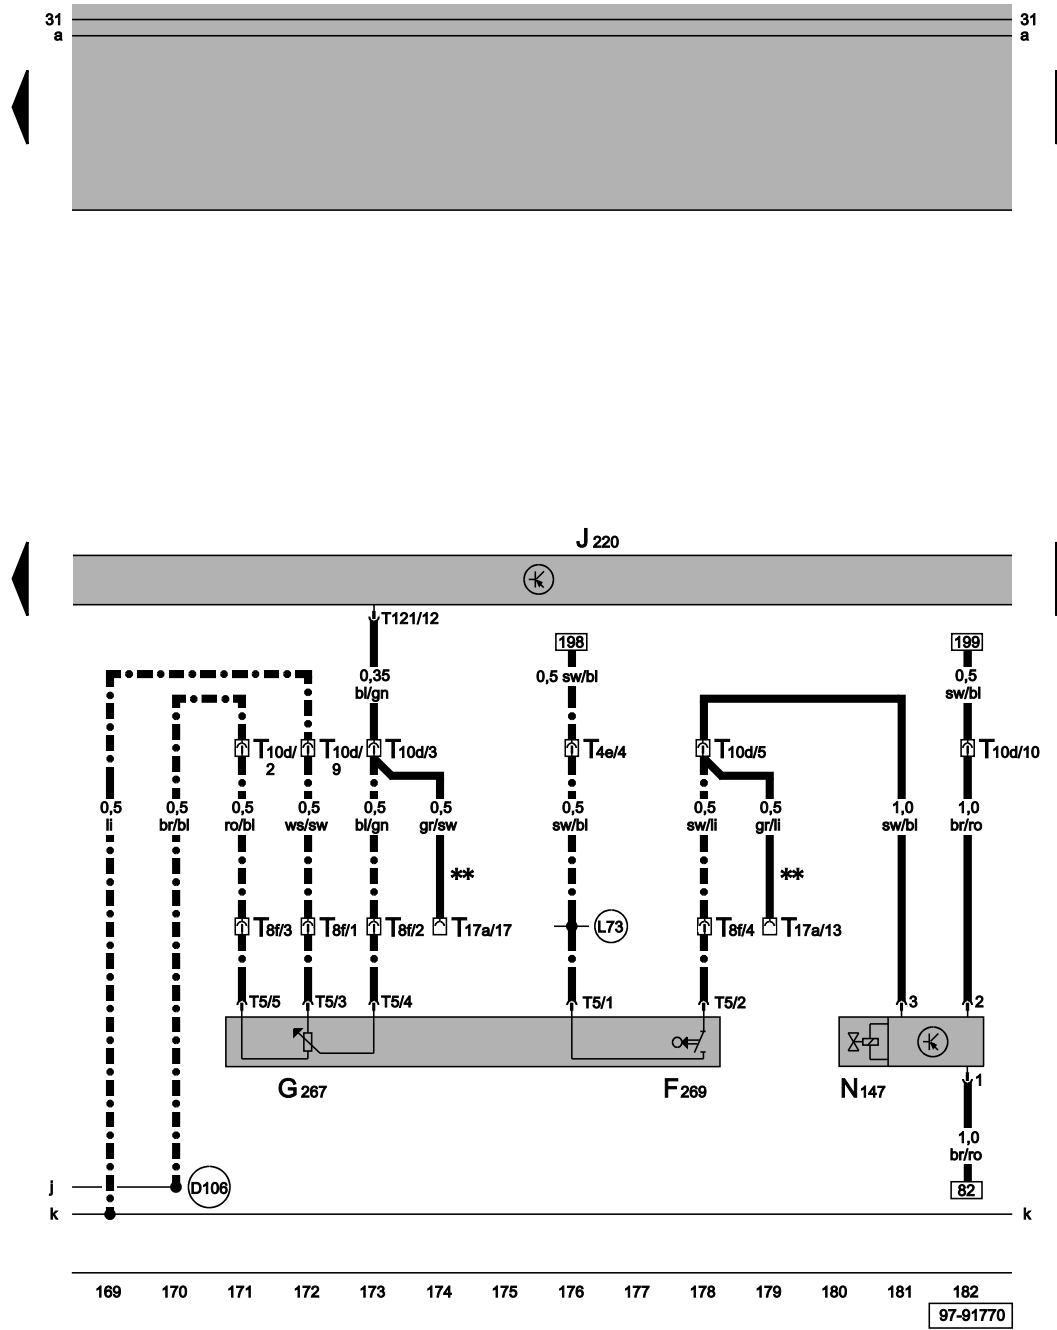 31 31
a a
J 220
T121/12
198 199
0,35 0,5 sw/bl 0,5
bl/gn sw/bl
T10d/2 T10d/9 T10d/3 T4e/4 T10d/5 T10d/10
0,5 0,5 0,5 0,5 0,5 0,5 0,5 0,5 0,5 1,0 1,0
li br/bl ro/bl ws/sw bl/gn gr/sw sw/bl sw/li gr/li sw/bl br/ro
** **
T8f/3 T8f/1 T8f/2 T17a/17 L73 T8f/4 T17a/13
T5/5 T5/3 T5/4 T5/1 T5/2 3 2
G 267 F 269 N 147 1
1,0
br/ro
j D106 82
k k
169 170 171 172 173 174 175 176 177 178 179 180 181 182
97-91770